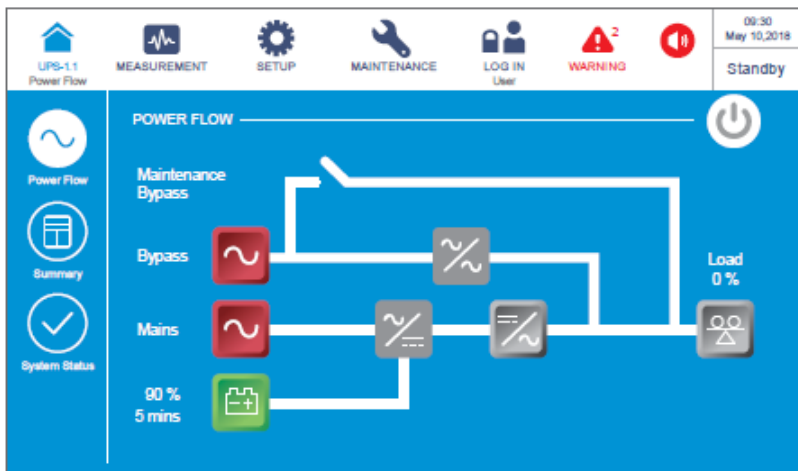 UPS-1.1
Power Flow
MEASUREMENT
SETUP
MAINTENANCE
LOG IN
User
2
WARNING
09:30
May 10,2018
Standby
Power Flow
Summary
System Status
POWER FLOW
Maintenance
Bypass
Bypass
Mains
90 %
5 mins
Load
0 %